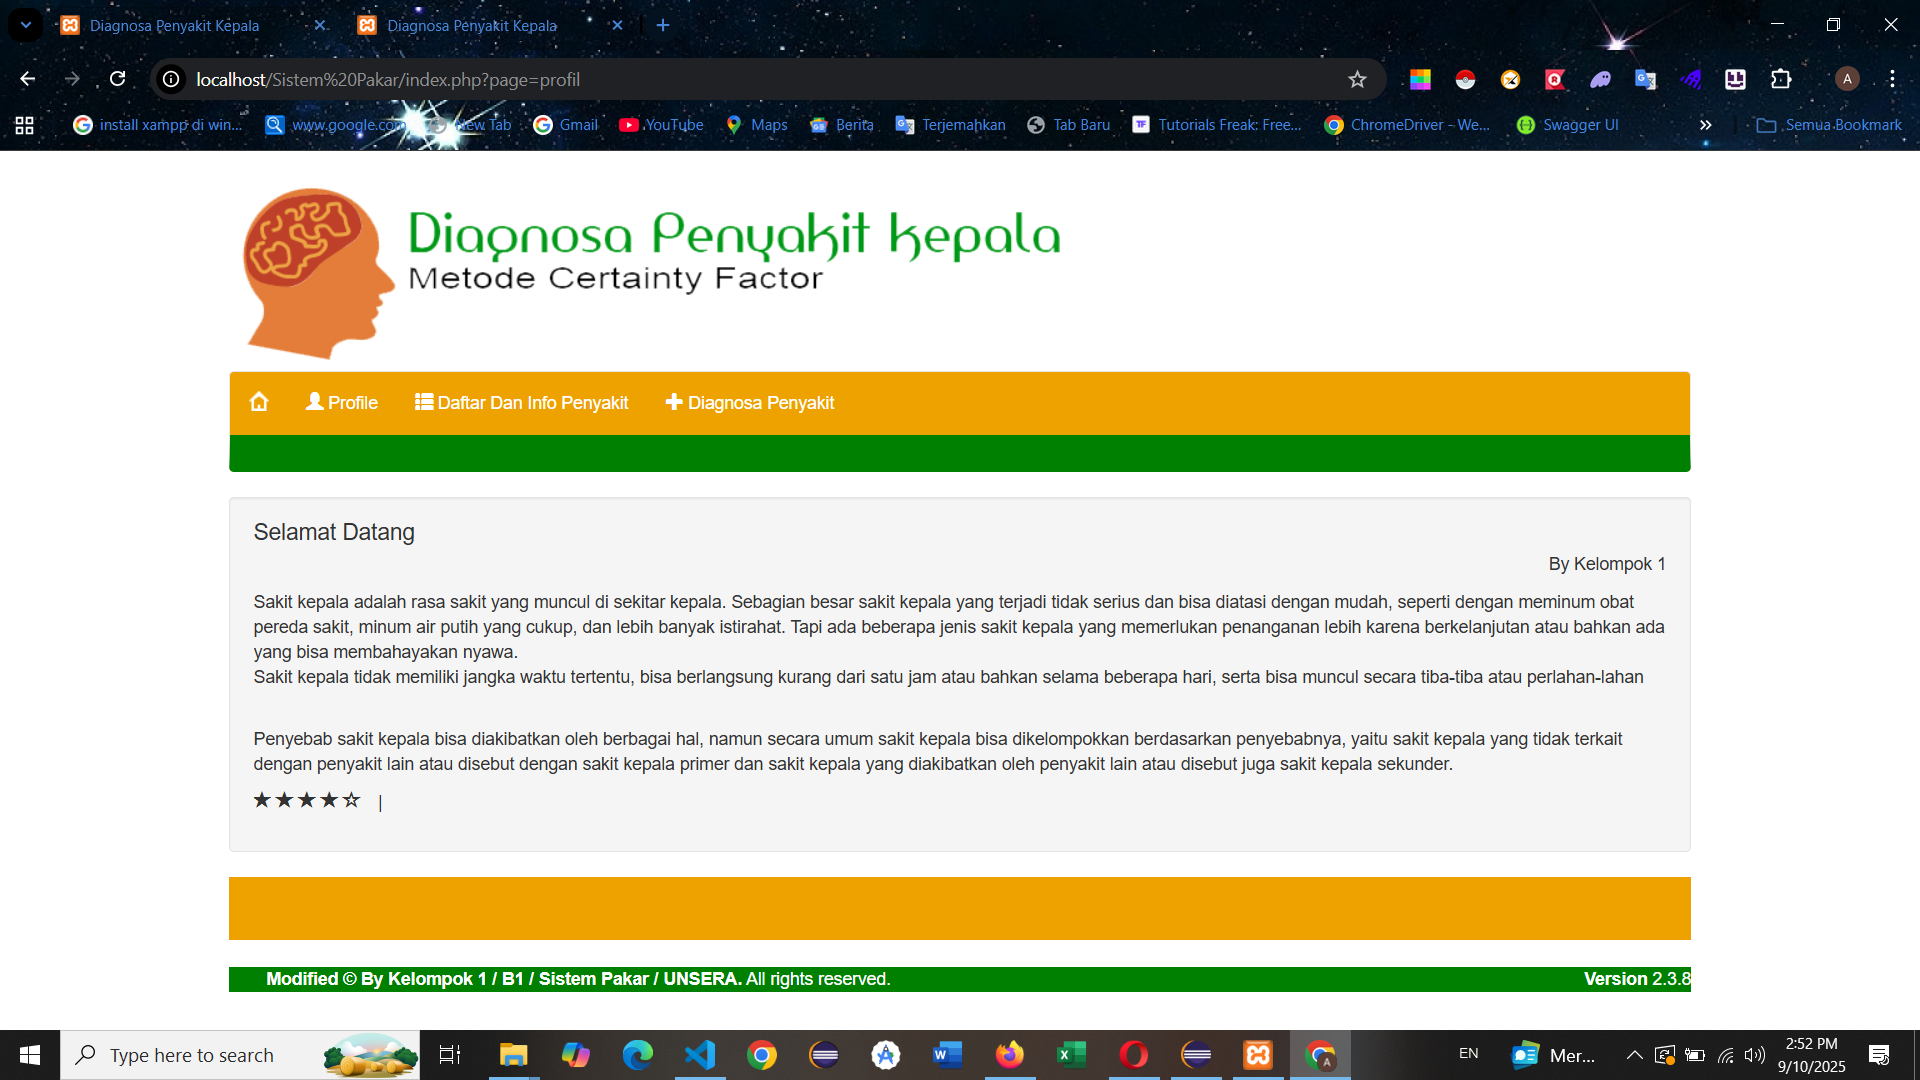 Diagnosa Penyakit Kepala
Diagnosa Penyakit Kepala
localhost/Sistem%20Pakar/index.php?page=profil
A
install xampp di win...
www.google.com
New Tab
Gmail
YouTube
Maps
Berita
Terjemahkan
Tab Baru
Tutorials Freak: Free...
ChromeDriver - We...
Swagger UI
Semua Bookmark
Diagnosa Penyakit kepala
Metode Certainty Factor
Profile
Daftar Dan Info Penyakit
Diagnosa Penyakit
Selamat Datang
By Kelompok 1
Sakit kepala adalah rasa sakit yang muncul di sekitar kepala. Sebagian besar sakit kepala yang terjadi tidak serius dan bisa diatasi dengan mudah, seperti dengan meminum obat
pereda sakit, minum air putih yang cukup, dan lebih banyak istirahat. Tapi ada beberapa jenis sakit kepala yang memerlukan penanganan lebih karena berkelanjutan atau bahkan ada
yang bisa membahayakan nyawa.
Sakit kepala tidak memiliki jangka waktu tertentu, bisa berlangsung kurang dari satu jam atau bahkan selama beberapa hari, serta bisa muncul secara tiba-tiba atau perlahan-lahan
Penyebab sakit kepala bisa diakibatkan oleh berbagai hal, namun secara umum sakit kepala bisa dikelompokkan berdasarkan penyebabnya, yaitu sakit kepala yang tidak terkait
dengan penyakit lain atau disebut dengan sakit kepala primer dan sakit kepala yang diakibatkan oleh penyakit lain atau disebut juga sakit kepala sekunder.
★★★★☆ |
Modified © By Kelompok 1 / B1 / Sistem Pakar / UNSERA. All rights reserved.
Version 2.3.8
Type here to search
EN
Mer...
2:52 PM
9/10/2025